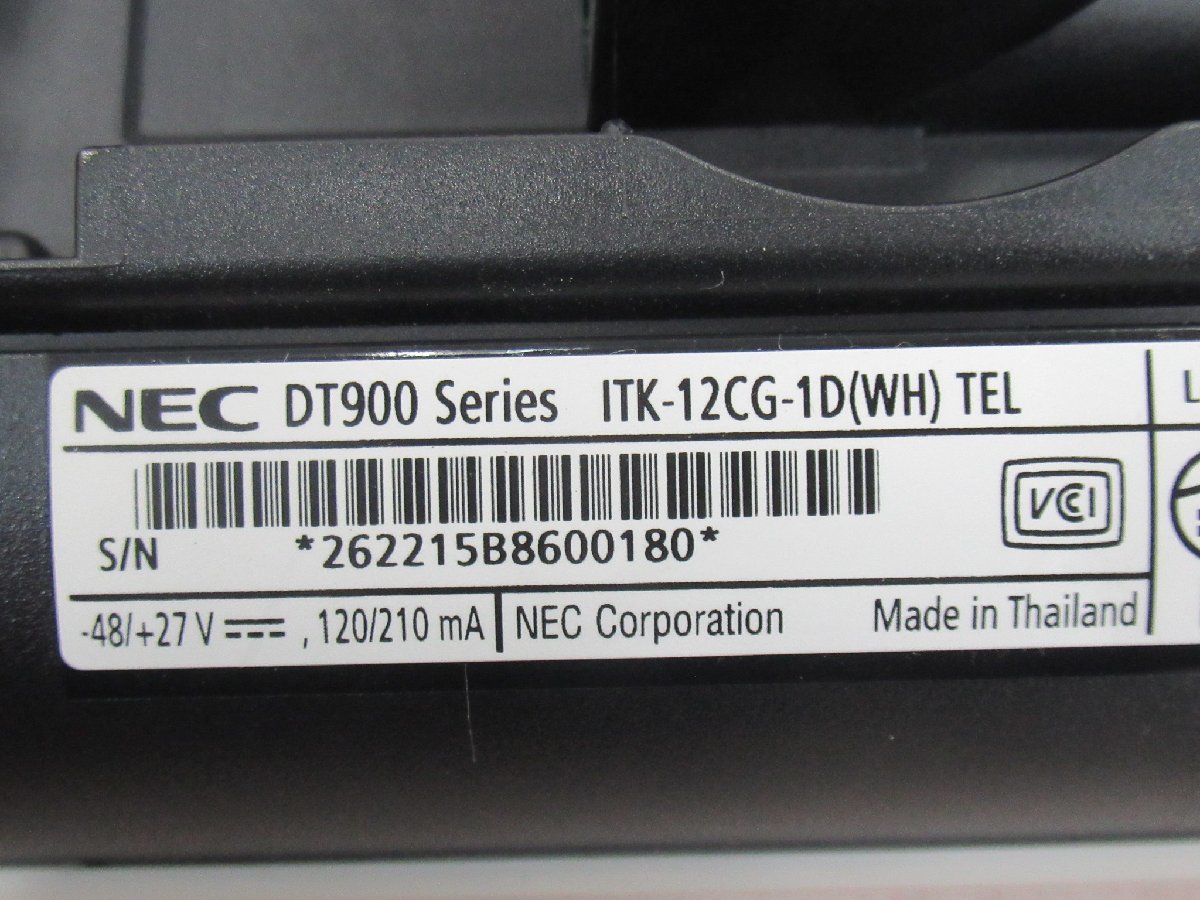 NEC DT900 Series ITK-12CG-1D(WH) TEL
VCCI
S/N *262215B8600180*
-48/+27 V ⎓ , 120/210 mA NEC Corporation Made in Thailand